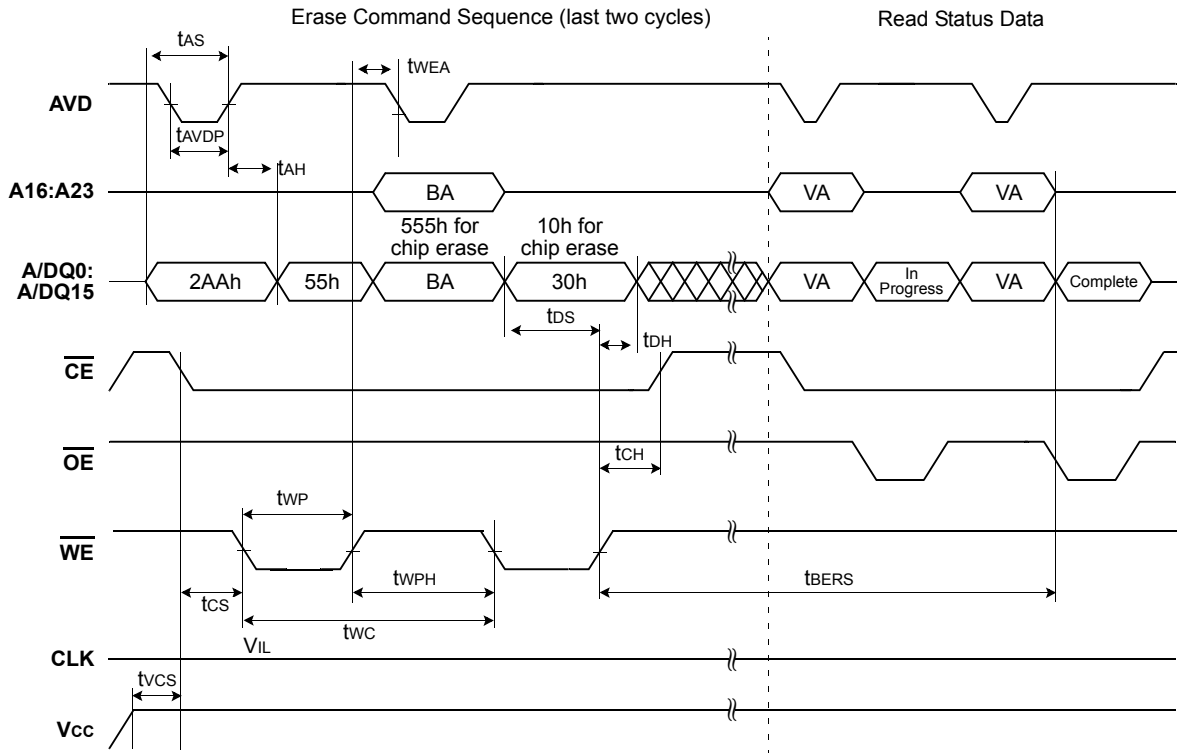 Erase Command Sequence (last two cycles)
Read Status Data
tAS
tWEA
AVD
tAVDP
tAH
A16:A23
BA
VA
VA
555h for
chip erase
10h for
chip erase
A/DQ0:
A/DQ15
2AAh
55h
BA
30h
VA
In
Progress
VA
Complete
tDS
tDH
CE
OE
tCH
tWP
WE
tWPH
tBERS
tCS
tWC
VIL
CLK
tVCS
Vcc